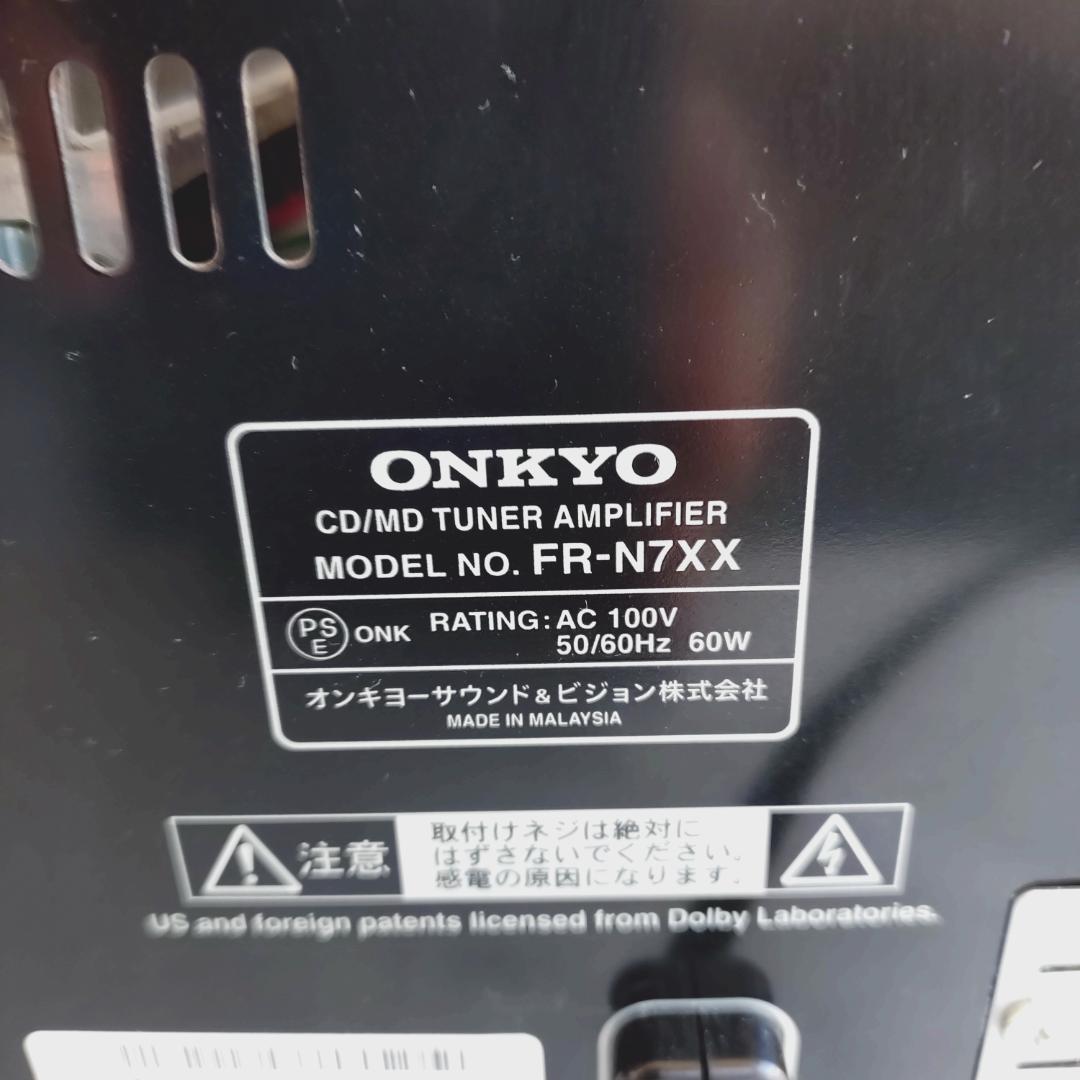 ONKYO
CD/MD TUNER AMPLIFIER
MODEL NO. FR-N7XX
PS
E
ONK
RATING: AC 100V
50/60Hz 60W
オンキヨーサウンド&ビジョン株式会社
MADE IN MALAYSIA
注意
取付けネジは絶対に
はずさないでください。
感電の原因になります。
US and foreign patents licensed from Dolby Laboratories.